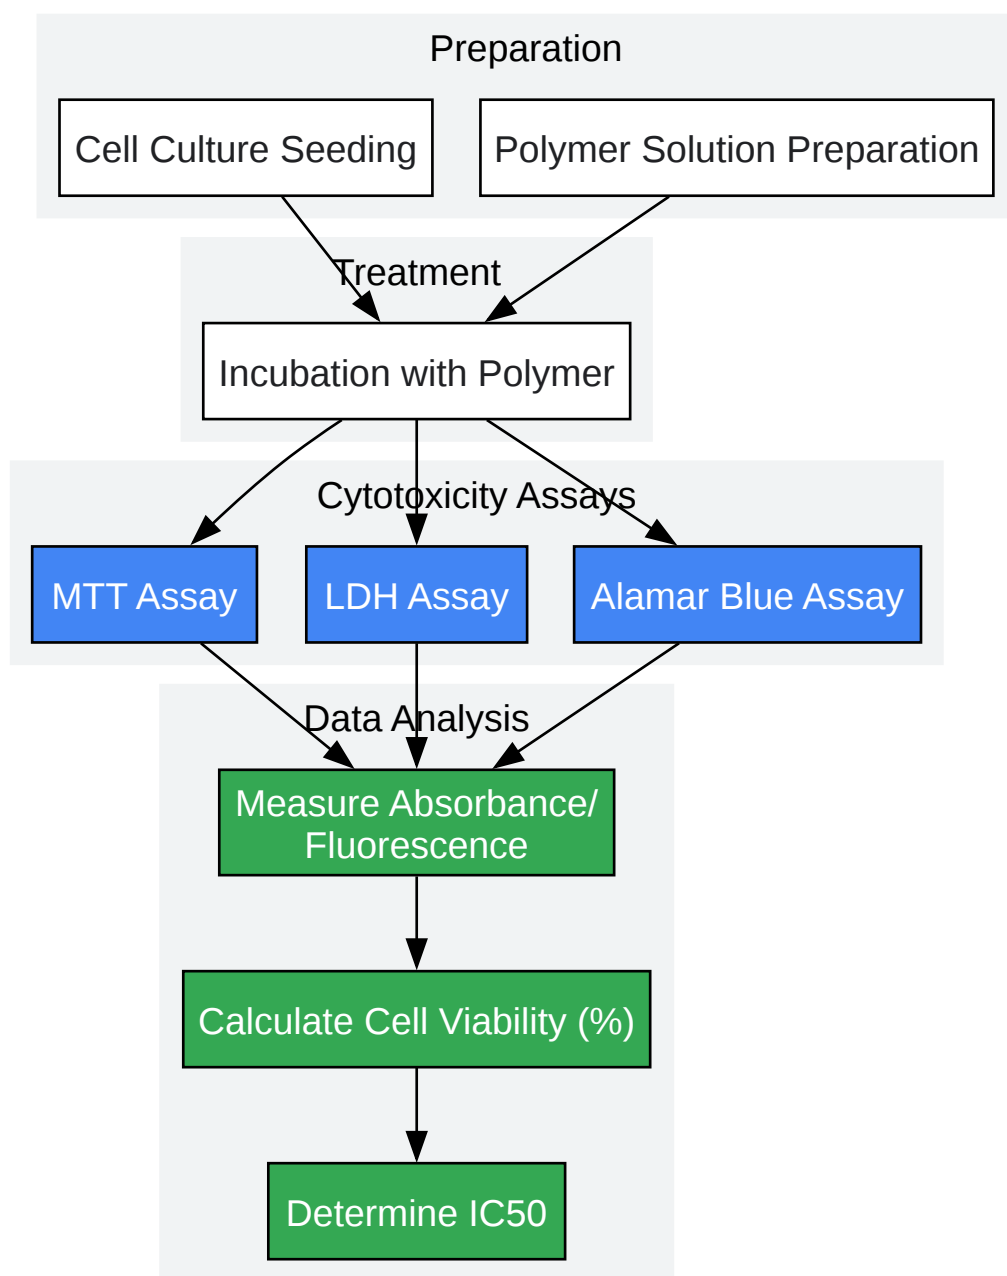 Preparation
Cell Culture Seeding
Polymer Solution Preparation
Treatment
Incubation with Polymer
Cytotoxicity Assays
MTT Assay
LDH Assay
Alamar Blue Assay
Data Analysis
Measure Absorbance/
Fluorescence
Calculate Cell Viability (%)
Determine IC50